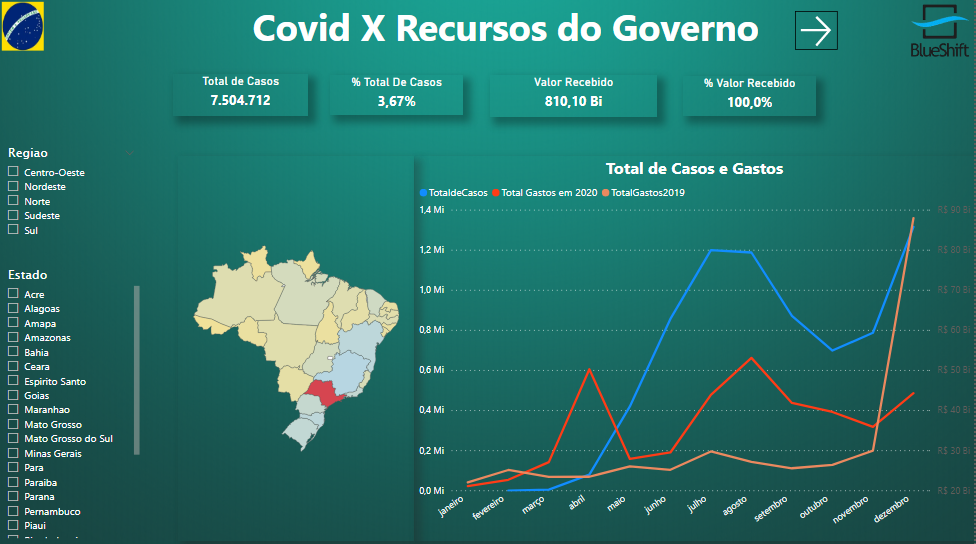 Covid X Recursos do Governo
BlueShift
Total de Casos
7.504.712
% Total De Casos
3,67%
Valor Recebido
810,10 Bi
% Valor Recebido
100,0%
Regiao
Centro-Oeste
Nordeste
Norte
Sudeste
Sul
Estado
Acre
Alagoas
Amapa
Amazonas
Bahia
Ceara
Espirito Santo
Goias
Maranhao
Mato Grosso
Mato Grosso do Sul
Minas Gerais
Para
Paraiba
Parana
Pernambuco
Piaui
Total de Casos e Gastos
TotaldeCasos Total Gastos em 2020 TotalGastos2019
1,4 Mi
1,2 Mi
1,0 Mi
0,8 Mi
0,6 Mi
0,4 Mi
0,2 Mi
0,0 Mi
R$ 90 Bi
R$ 80 Bi
R$ 70 Bi
R$ 60 Bi
R$ 50 Bi
R$ 40 Bi
R$ 30 Bi
R$ 20 Bi
janeiro
fevereiro
março
abril
maio
junho
julho
agosto
setembro
outubro
novembro
dezembro